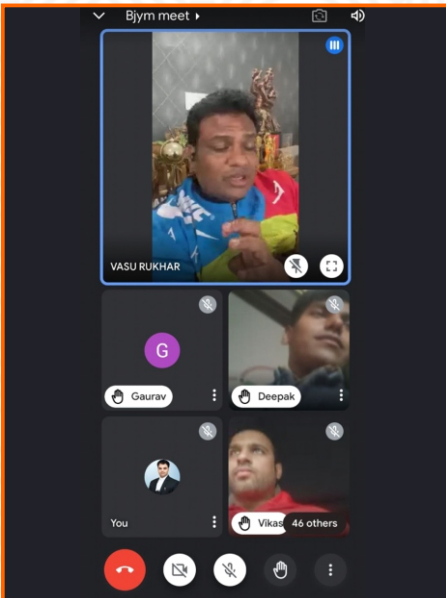 Bjym meet
VASU RUKHAR
G
Gaurav
Deepak
You
Vikas
46 others